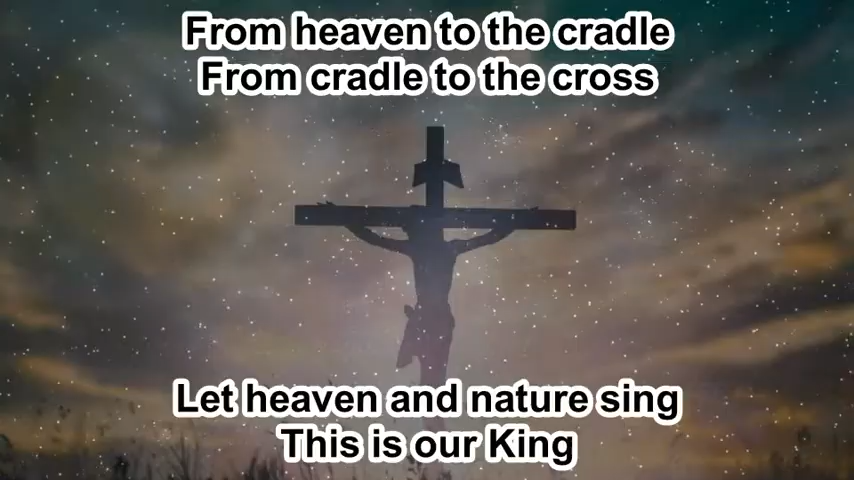 From heaven to the cradle
From cradle to the cross
Let heaven and nature sing
This is our King